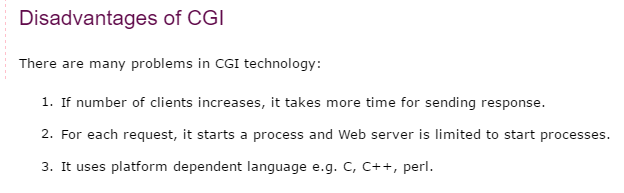 Disadvantages of CGI
There are many problems in CGI technology:
1. If number of clients increases, it takes more time for sending response.
2. For each request, it starts a process and Web server is limited to start processes.
3. It uses platform dependent language e.g. C, C++, perl.